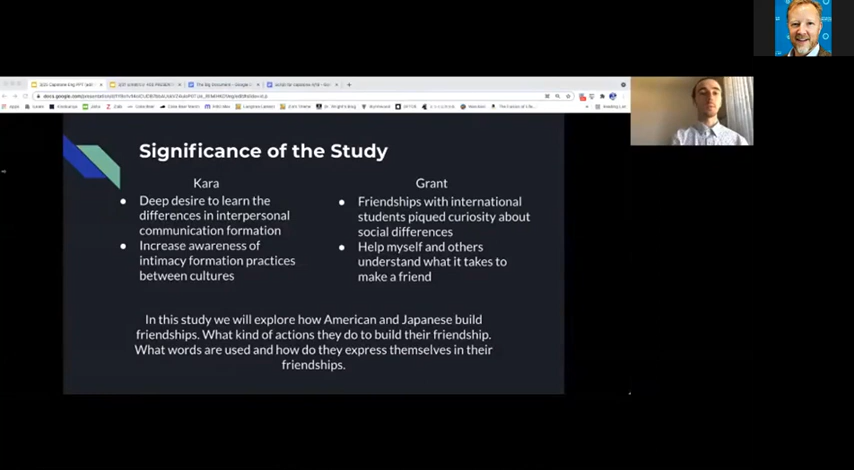 Significance of the Study
Kara
Deep desire to learn the
differences in interpersonal
communication formation
Increase awareness of
intimacy formation practices
between cultures
Grant
Friendships with international
students piqued curiosity about
social differences
Help myself and others
understand what it takes to
make a friend
In this study we will explore how American and Japanese build
friendships. What kind of actions they do to build their friendship.
What words are used and how do they express themselves in their
friendships.